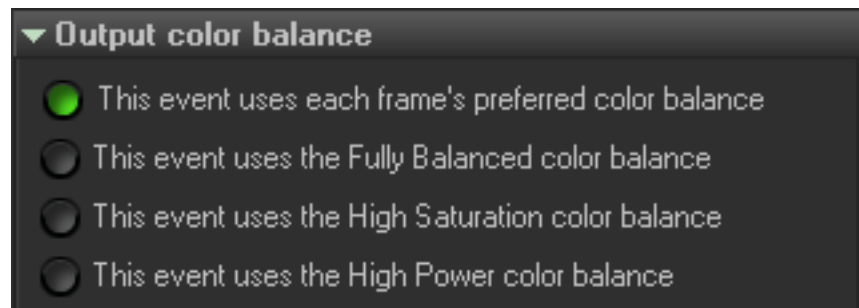 Output color balance
This event uses each frame's preferred color balance
This event uses the Fully Balanced color balance
This event uses the High Saturation color balance
This event uses the High Power color balance